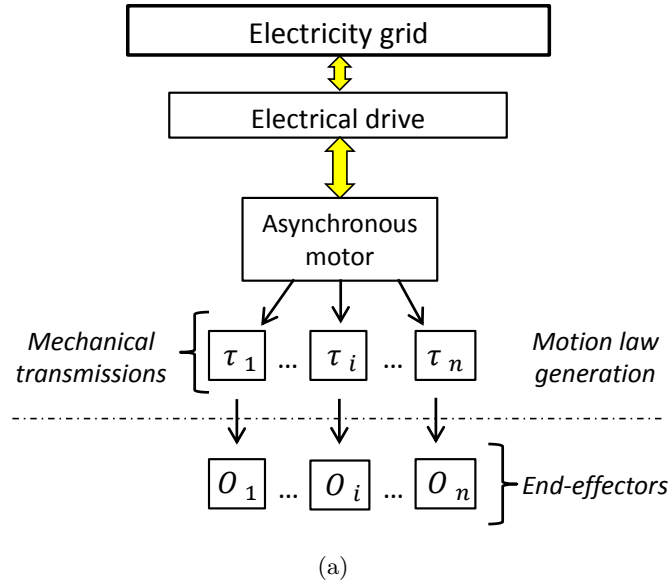 Electricity grid
Electrical drive
Asynchronous
motor
Mechanical
transmissions
τ 1 ... τ i ... τ n
Motion law
generation
O 1 ... O i ... O n
End-effectors
(a)